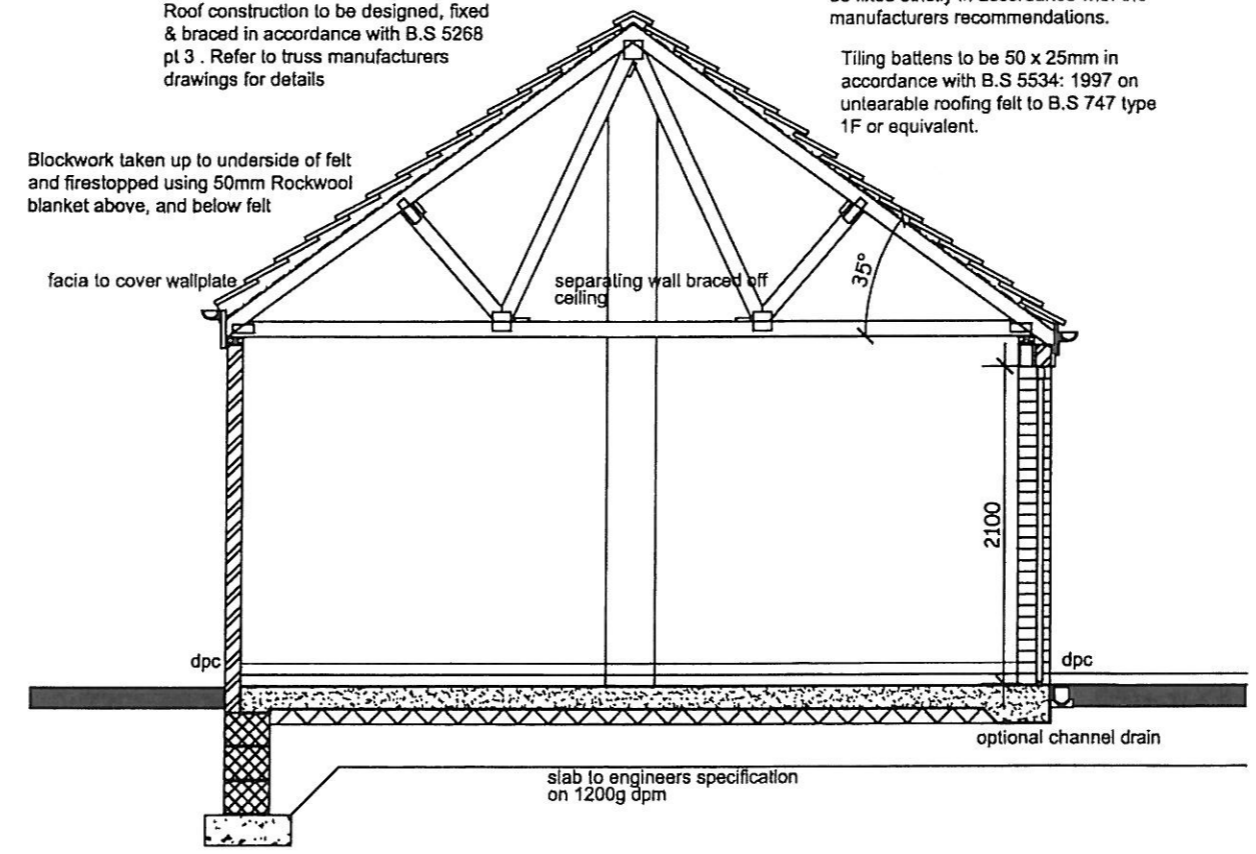 Roof construction to be designed, fixed
& braced in accordance with B.S 5268
pt 3 . Refer to truss manufacturers
drawings for details
manufacturers recommendations.
Tiling battens to be 50 x 25mm in
accordance with B.S 5534: 1997 on
untearable roofing felt to B.S 747 type
1F or equivalent.
Blockwork taken up to underside of felt
and firestopped using 50mm Rockwool
blanket above, and below felt
facia to cover wallplate
separating wall braced off
ceiling
35°
2100
dpc
dpc
optional channel drain
slab to engineers specification
on 1200g dpm